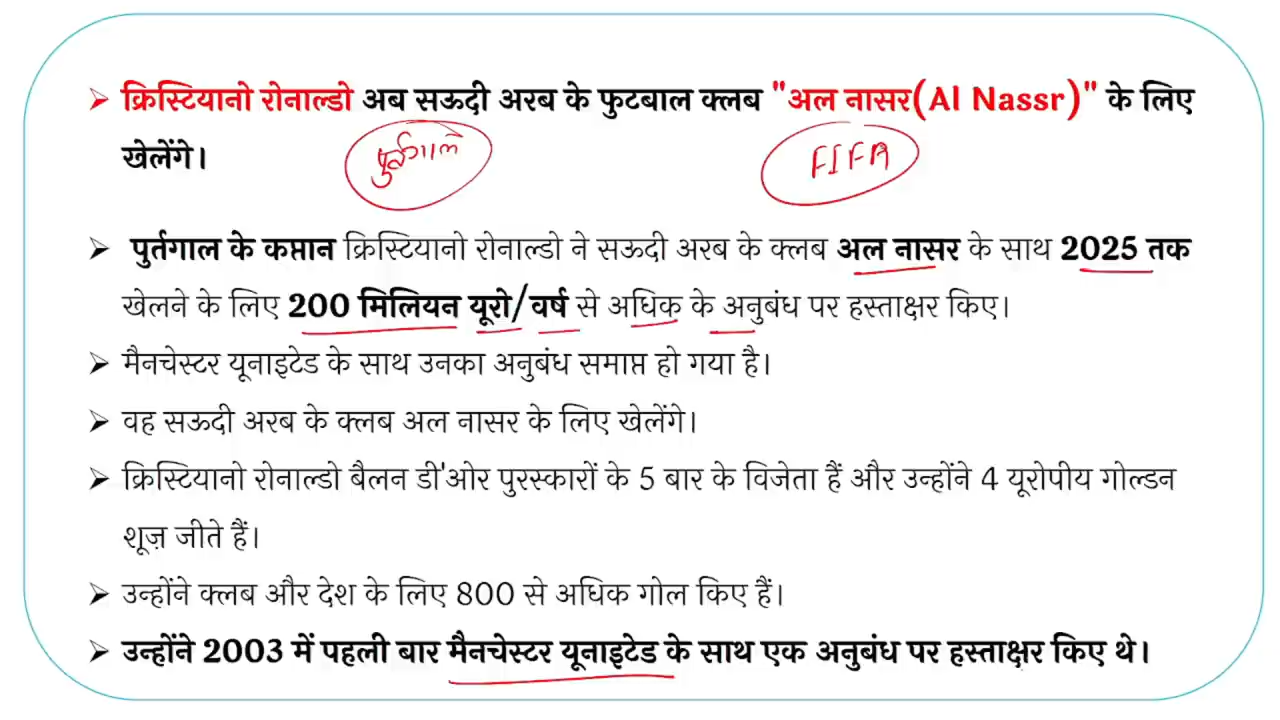 ➢ क्रिस्टियानो रोनाल्डो अब सऊदी अरब के फुटबाल क्लब "अल नासर(Al Nassr)" के लिए
खेलेंगे।
पुर्तगाल
FIFA
➢ पुर्तगाल के कप्तान क्रिस्टियानो रोनाल्डो ने सऊदी अरब के क्लब अल नासर के साथ 2025 तक
खेलने के लिए 200 मिलियन यूरो/वर्ष से अधिक के अनुबंध पर हस्ताक्षर किए।
➢ मैनचेस्टर यूनाइटेड के साथ उनका अनुबंध समाप्त हो गया है।
➢ वह सऊदी अरब के क्लब अल नासर के लिए खेलेंगे।
➢ क्रिस्टियानो रोनाल्डो बैलन डी'ओर पुरस्कारों के 5 बार के विजेता हैं और उन्होंने 4 यूरोपीय गोल्डन
शूज़ जीते हैं।
➢ उन्होंने क्लब और देश के लिए 800 से अधिक गोल किए हैं।
➢ उन्होंने 2003 में पहली बार मैनचेस्टर यूनाइटेड के साथ एक अनुबंध पर हस्ताक्षर किए थे।